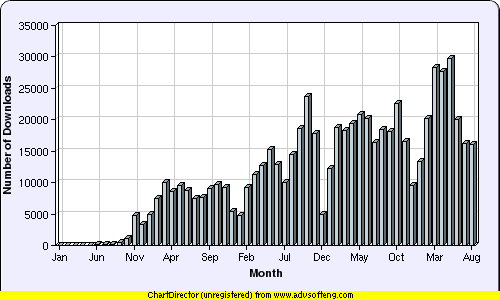 35000
30000
25000
20000
15000
10000
5000
0
Number of Downloads
Jan Jun Nov Apr Sep Feb Jul Dec May Oct Mar Aug
Month
ChartDirector (unregistered) from www.advsofteng.com